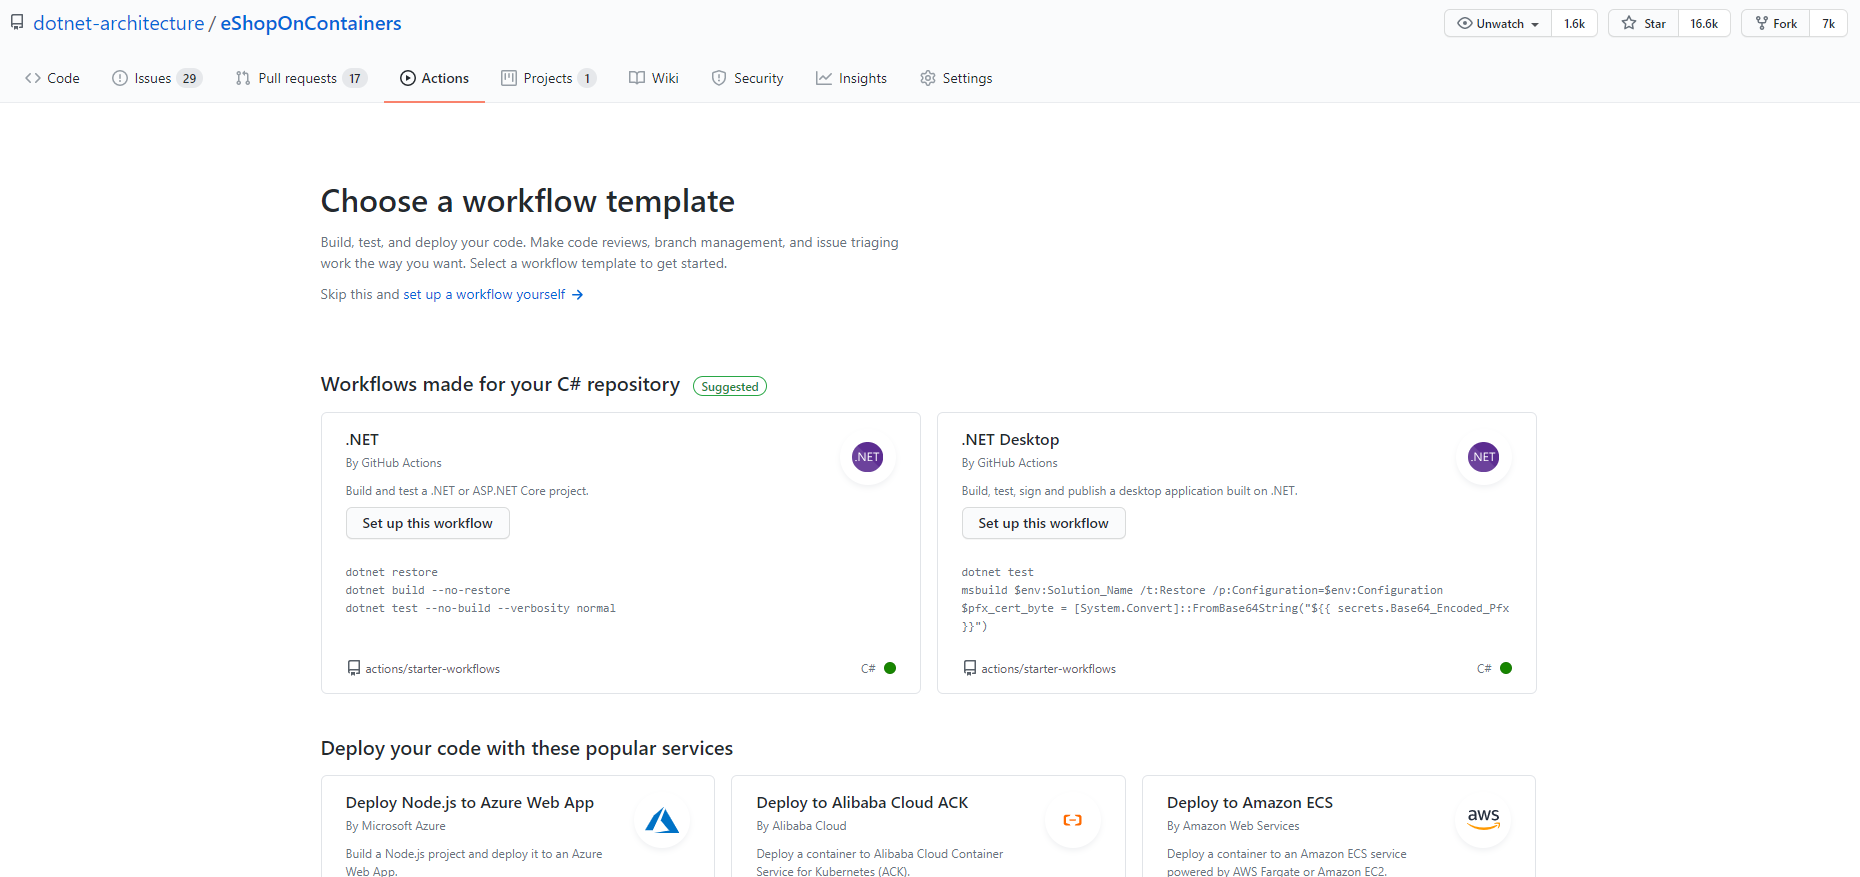 dotnet-architecture / eShopOnContainers
Unwatch 1.6k Star 16.6k Fork 7k
Code Issues 29 Pull requests 17 Actions Projects 1 Wiki Security Insights Settings
Choose a workflow template
Build, test, and deploy your code. Make code reviews, branch management, and issue triaging
work the way you want. Select a workflow template to get started.
Skip this and set up a workflow yourself →
Workflows made for your C# repository Suggested
.NET
By GitHub Actions
.NET
Build and test a .NET or ASP.NET Core project.
Set up this workflow
dotnet restore
dotnet build --no-restore
dotnet test --no-build --verbosity normal
actions/starter-workflows C#
.NET Desktop
By GitHub Actions
.NET
Build, test, sign and publish a desktop application built on .NET.
Set up this workflow
dotnet test
msbuild $env:Solution_Name /t:Restore /p:Configuration=$env:Configuration
$pfx_cert_byte = [System.Convert]::FromBase64String("${{ secrets.Base64_Encoded_Pfx
}}")
actions/starter-workflows C#
Deploy your code with these popular services
Deploy Node.js to Azure Web App
By Microsoft Azure
Build a Node.js project and deploy it to an Azure
Web App.
Deploy to Alibaba Cloud ACK
By Alibaba Cloud
Deploy a container to Alibaba Cloud Container
Service for Kubernetes (ACK).
Deploy to Amazon ECS
By Amazon Web Services
aws
Deploy a container to an Amazon ECS service
powered by AWS Fargate or Amazon EC2.